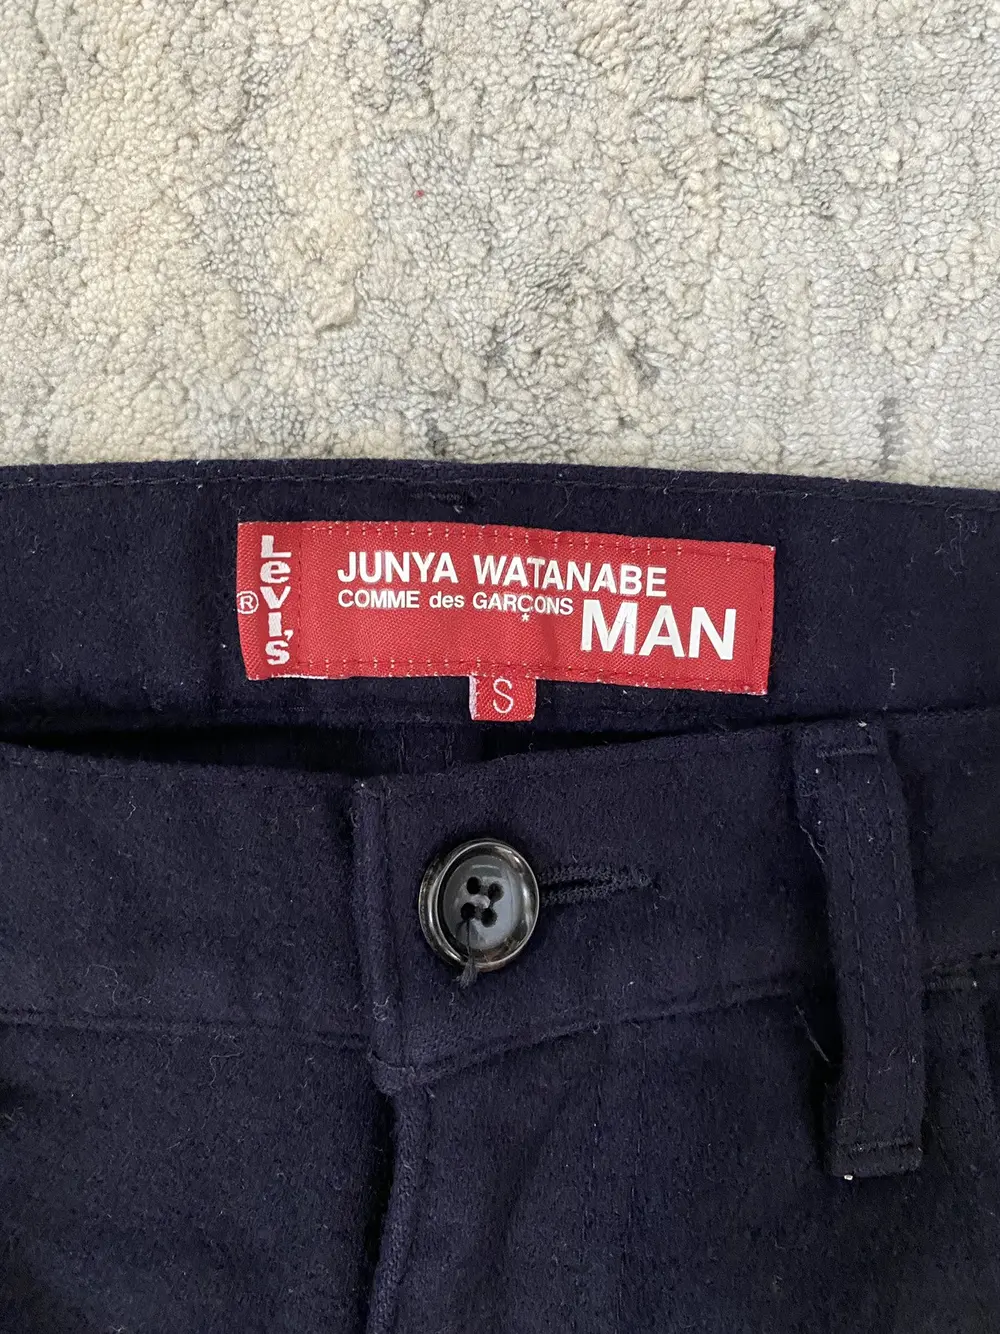 LEVI'S
®
JUNYA WATANABE
COMME des GARÇONS
MAN
S